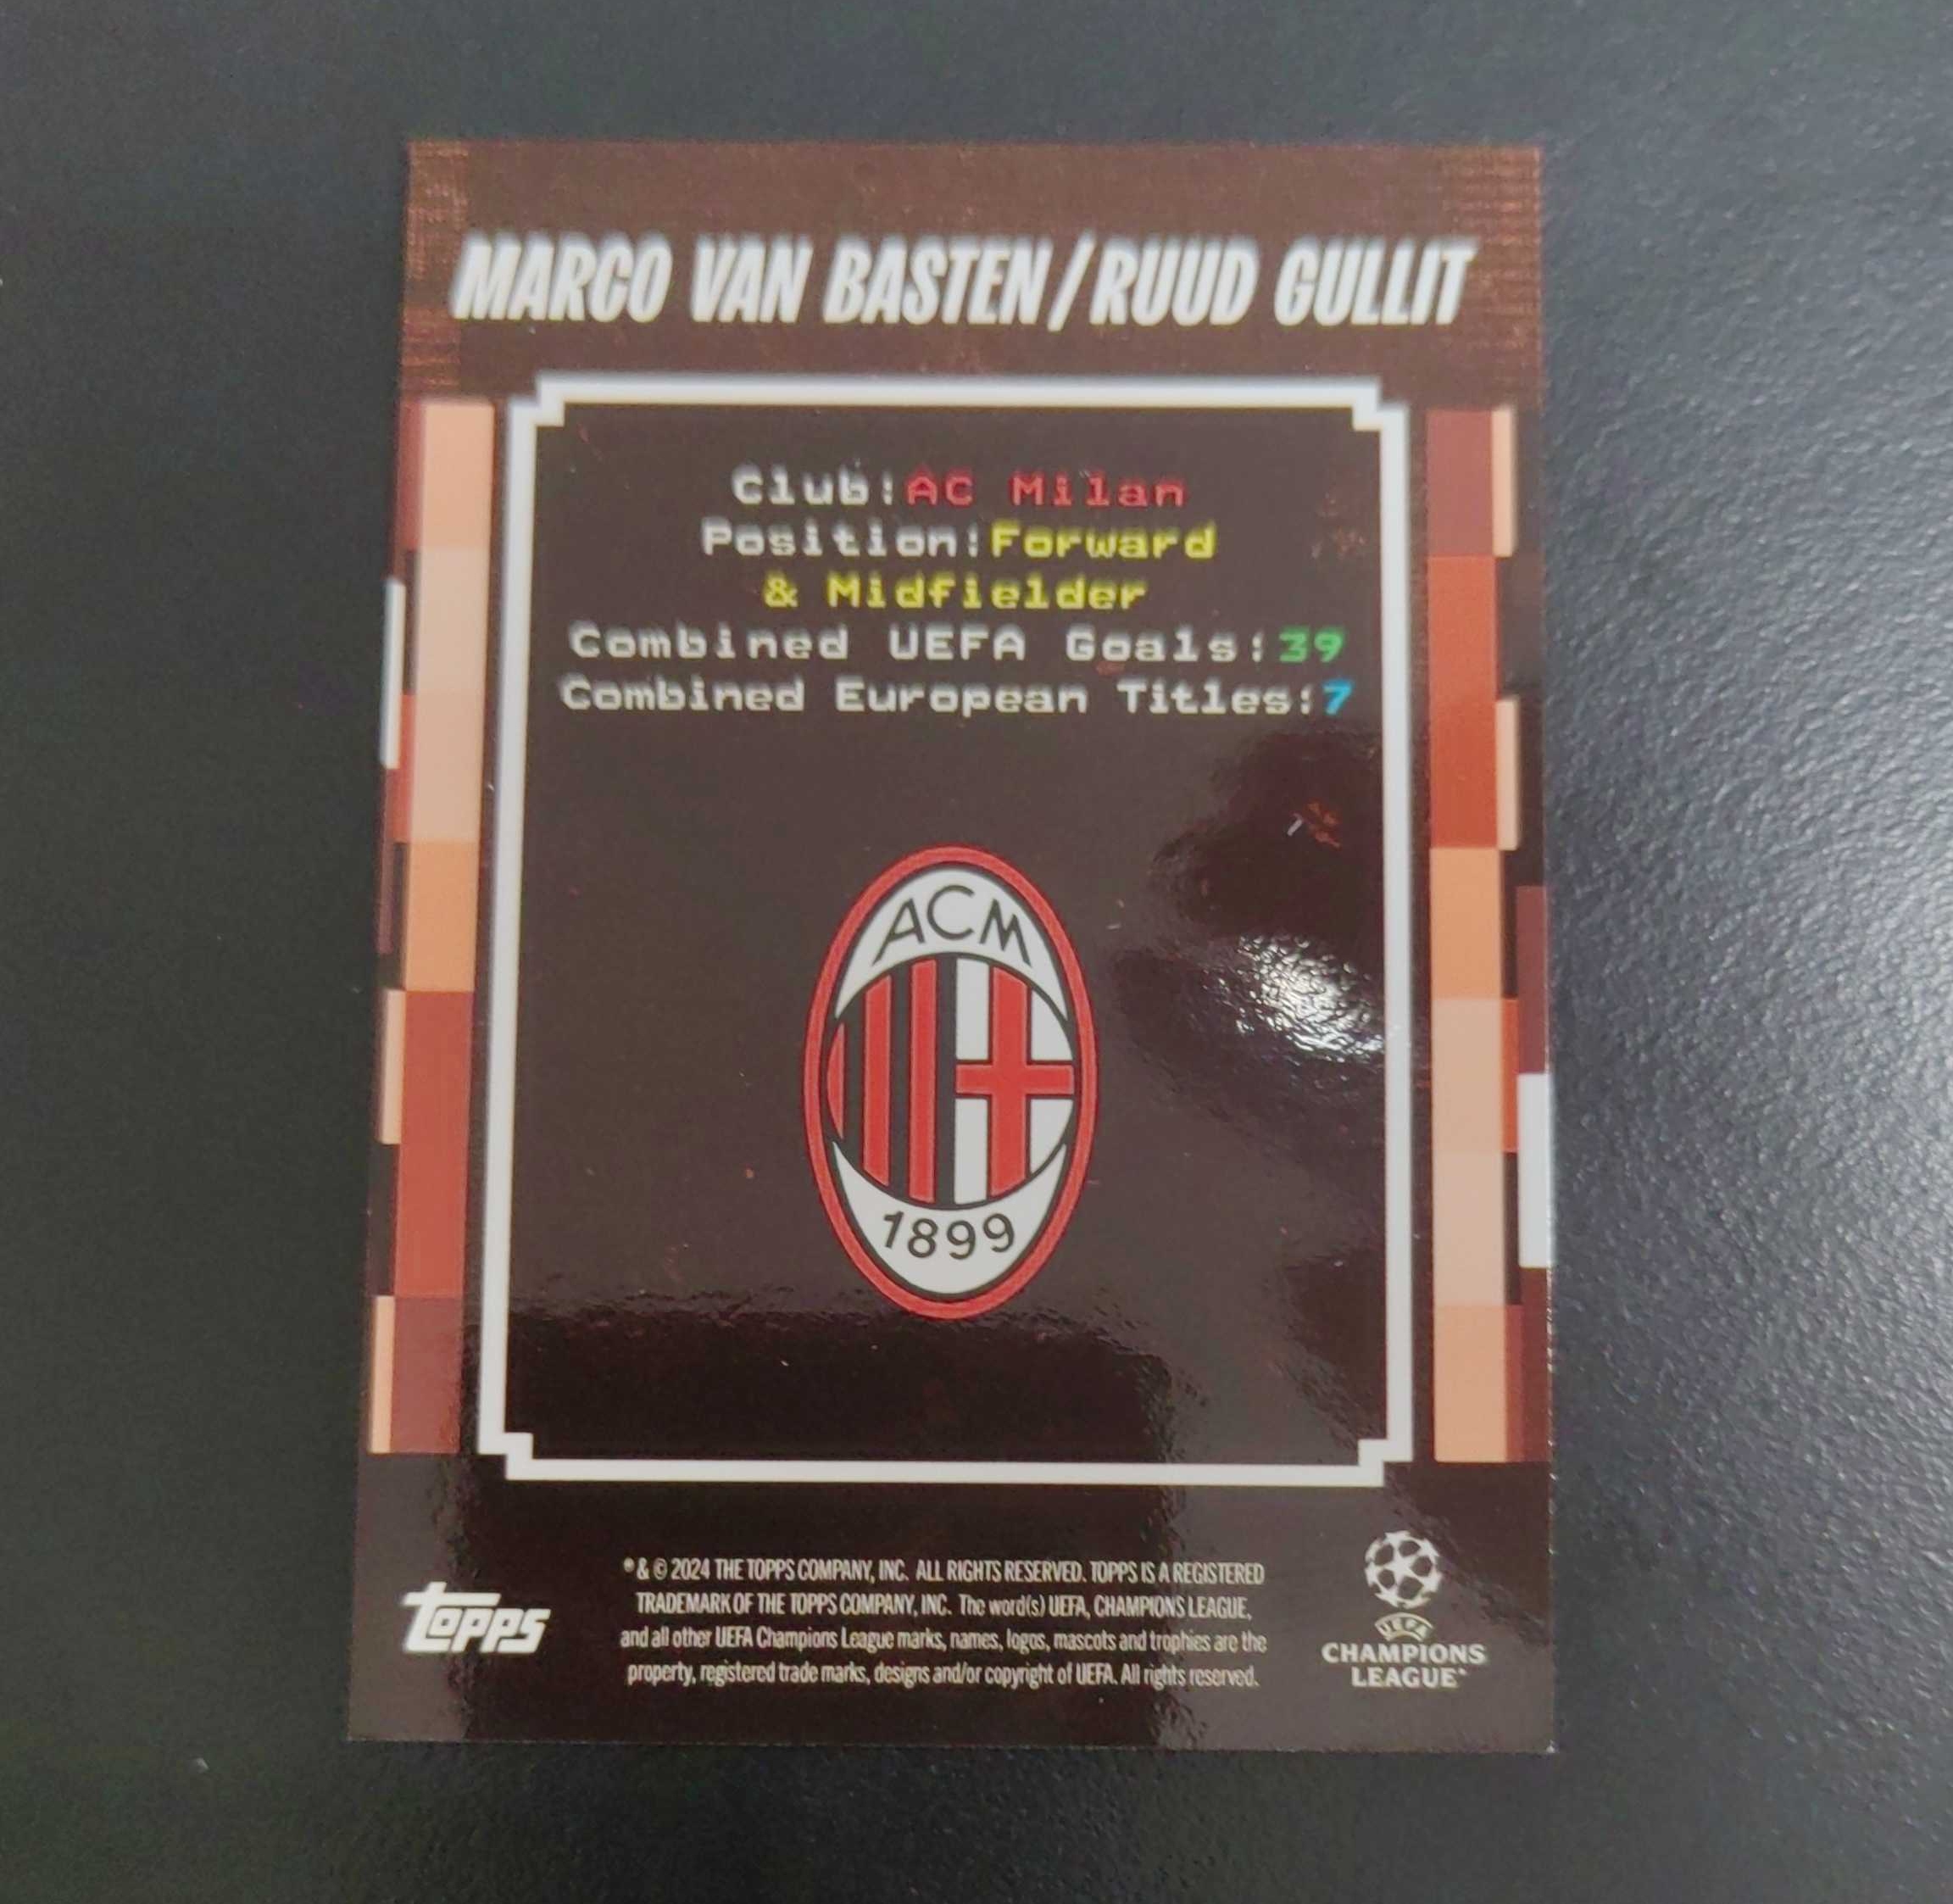 MARCO VAN BASTEN/RUUD GULLIT
Club:AC Milan
Position:Forward
& Midfielder
Combined UEFA Goals:39
Combined European Titles:7
ACM
1899
topps
® & © 2024 THE TOPPS COMPANY, INC. ALL RIGHTS RESERVED. TOPPS IS A REGISTERED
TRADEMARK OF THE TOPPS COMPANY, INC. The word(s) UEFA, CHAMPIONS LEAGUE,
and all other UEFA Champions League marks, names, logos, mascots and trophies are the
property, registered trade marks, designs and/or copyright of UEFA. All rights reserved.
UEFA
CHAMPIONS
LEAGUE®